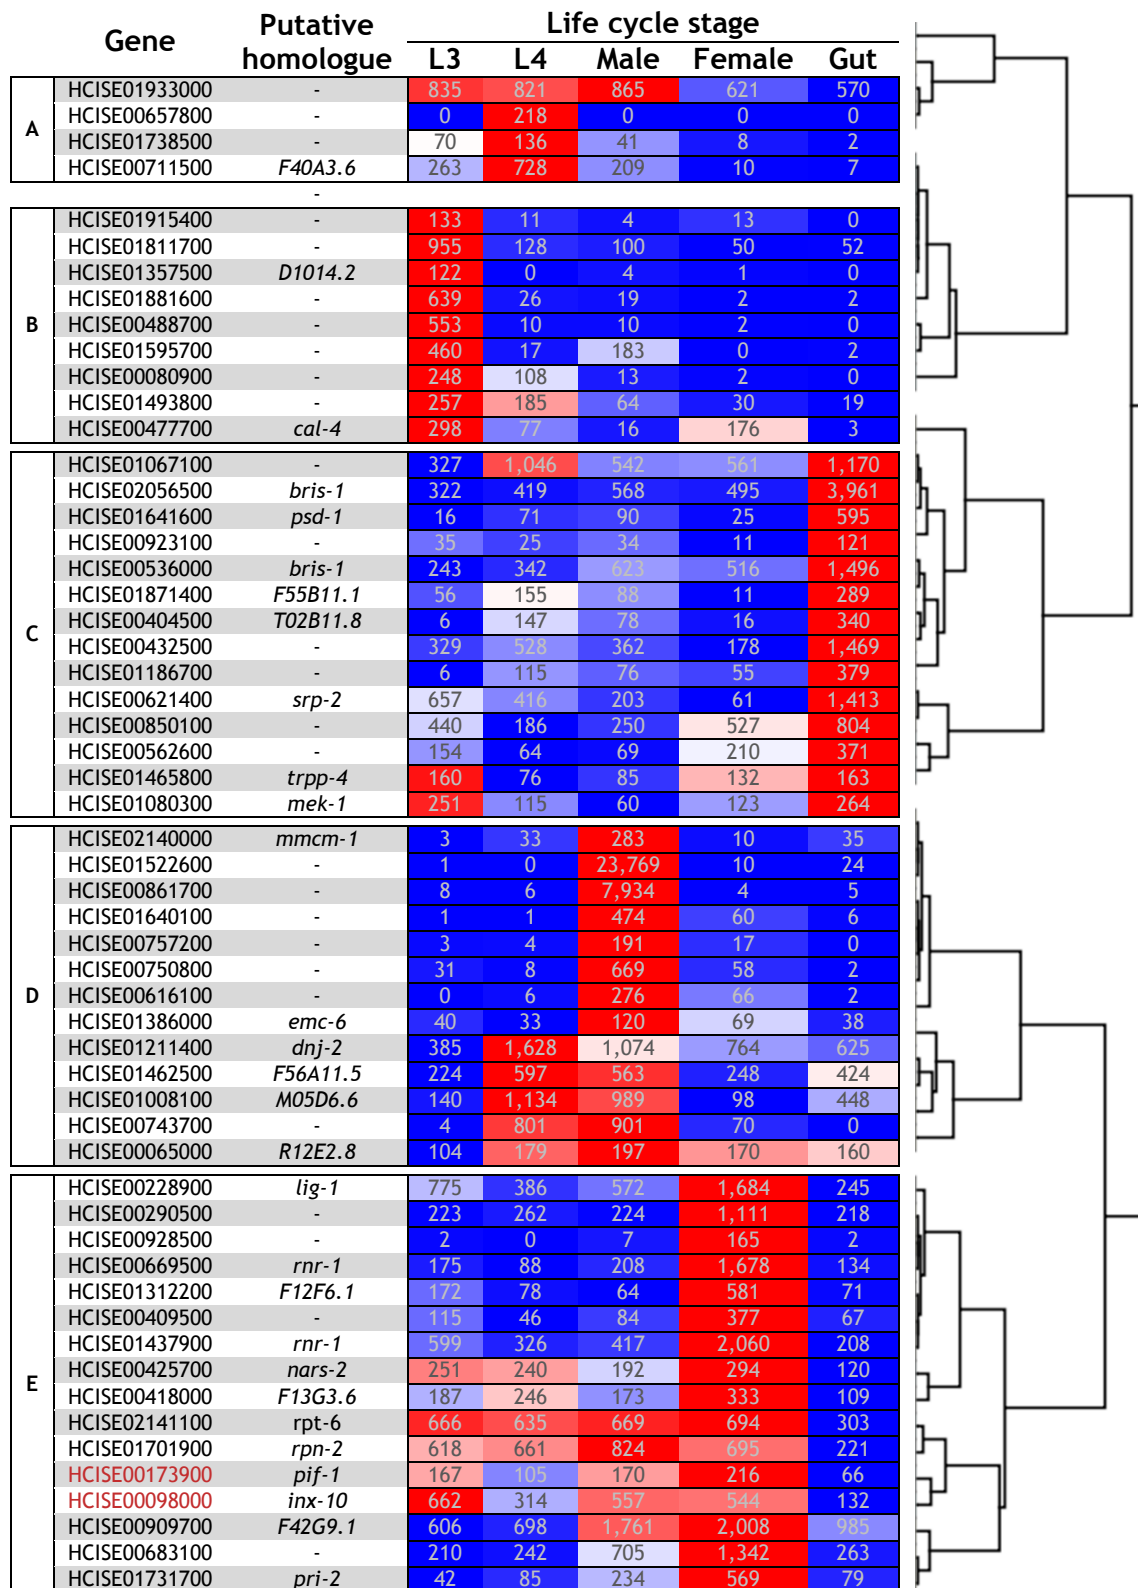 Gene Putative homologue Life cycle stage
L3 L4 Male Female Gut
A
HCISE01933000 - 835 821 865 621 570
HCISE00657800 - 0 218 0 0 0
HCISE01738500 - 70 136 41 8 2
HCISE00711500 F40A3.6 263 728 209 10 7
-
B
HCISE01915400 - 133 11 4 13 0
HCISE01811700 - 955 128 100 50 52
HCISE01357500 D1014.2 122 0 4 1 0
HCISE01881600 - 639 26 19 2 2
HCISE00488700 - 553 10 10 2 0
HCISE01595700 - 460 17 183 0 2
HCISE00080900 - 248 108 13 2 0
HCISE01493800 - 257 185 64 30 19
HCISE00477700 cal-4 298 77 16 176 3
C
HCISE01067100 - 327 1,046 542 561 1,170
HCISE02056500 bris-1 322 419 568 495 3,961
HCISE01641600 psd-1 16 71 90 25 595
HCISE00923100 - 35 25 34 11 121
HCISE00536000 bris-1 243 342 623 516 1,496
HCISE01871400 F55B11.1 56 155 88 11 289
HCISE00404500 T02B11.8 6 147 78 16 340
HCISE00432500 - 329 528 362 178 1,469
HCISE01186700 - 6 115 76 55 379
HCISE00621400 srp-2 657 416 203 61 1,413
HCISE00850100 - 440 186 250 527 804
HCISE00562600 - 154 64 69 210 371
HCISE01465800 trpp-4 160 76 85 132 163
HCISE01080300 mek-1 251 115 60 123 264
D
HCISE02140000 mmcm-1 3 33 283 10 35
HCISE01522600 - 1 0 23,769 10 24
HCISE00861700 - 8 6 7,934 4 5
HCISE01640100 - 1 1 474 60 6
HCISE00757200 - 3 4 191 17 0
HCISE00750800 - 31 8 669 58 2
HCISE00616100 - 0 6 276 66 2
HCISE01386000 emc-6 40 33 120 69 38
HCISE01211400 dnj-2 385 1,628 1,074 764 625
HCISE01462500 F56A11.5 224 597 563 248 424
HCISE01008100 M05D6.6 140 1,134 989 98 448
HCISE00743700 - 4 801 901 70 0
HCISE00065000 R12E2.8 104 179 197 170 160
E
HCISE00228900 lig-1 775 386 572 1,684 245
HCISE00290500 - 223 262 224 1,111 218
HCISE00928500 - 2 0 7 165 2
HCISE00669500 rnr-1 175 88 208 1,678 134
HCISE01312200 F12F6.1 172 78 64 581 71
HCISE00409500 - 115 46 84 377 67
HCISE01437900 rnr-1 599 326 417 2,060 208
HCISE00425700 nars-2 251 240 192 294 120
HCISE00418000 F13G3.6 187 246 173 333 109
HCISE02141100 rpt-6 666 635 669 694 303
HCISE01701900 rpn-2 618 661 824 695 221
HCISE00173900 pif-1 167 105 170 216 66
HCISE00098000 inx-10 662 314 557 544 132
HCISE00909700 F42G9.1 606 698 1,761 2,008 985
HCISE00683100 - 210 242 705 1,342 263
HCISE01731700 pri-2 42 85 234 569 79